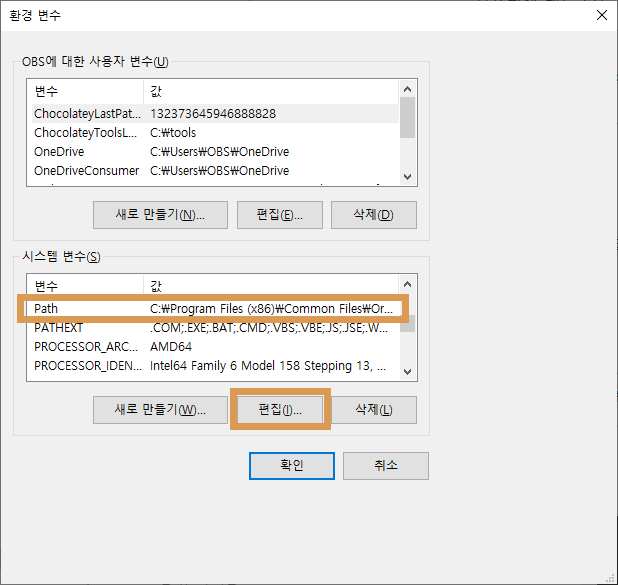 환경 변수
OBS에 대한 사용자 변수(U)
변수 값
ChocolateyLastPat... 132373645946888828
ChocolateyToolsL... C:₩tools
OneDrive C:₩Users₩OBS₩OneDrive
OneDriveConsumer C:₩Users₩OBS₩OneDrive
새로 만들기(N)... 편집(E)... 삭제(D)
시스템 변수(S)
변수 값
Path C:₩Program Files (x86)₩Common Files₩Or...
PATHEXT .COM;.EXE;.BAT;.CMD;.VBS;.VBE;.JS;.JSE;.W...
PROCESSOR_ARC... AMD64
PROCESSOR_IDEN... Intel64 Family 6 Model 158 Stepping 13, ...
새로 만들기(W)... 편집(I)... 삭제(L)
확인 취소